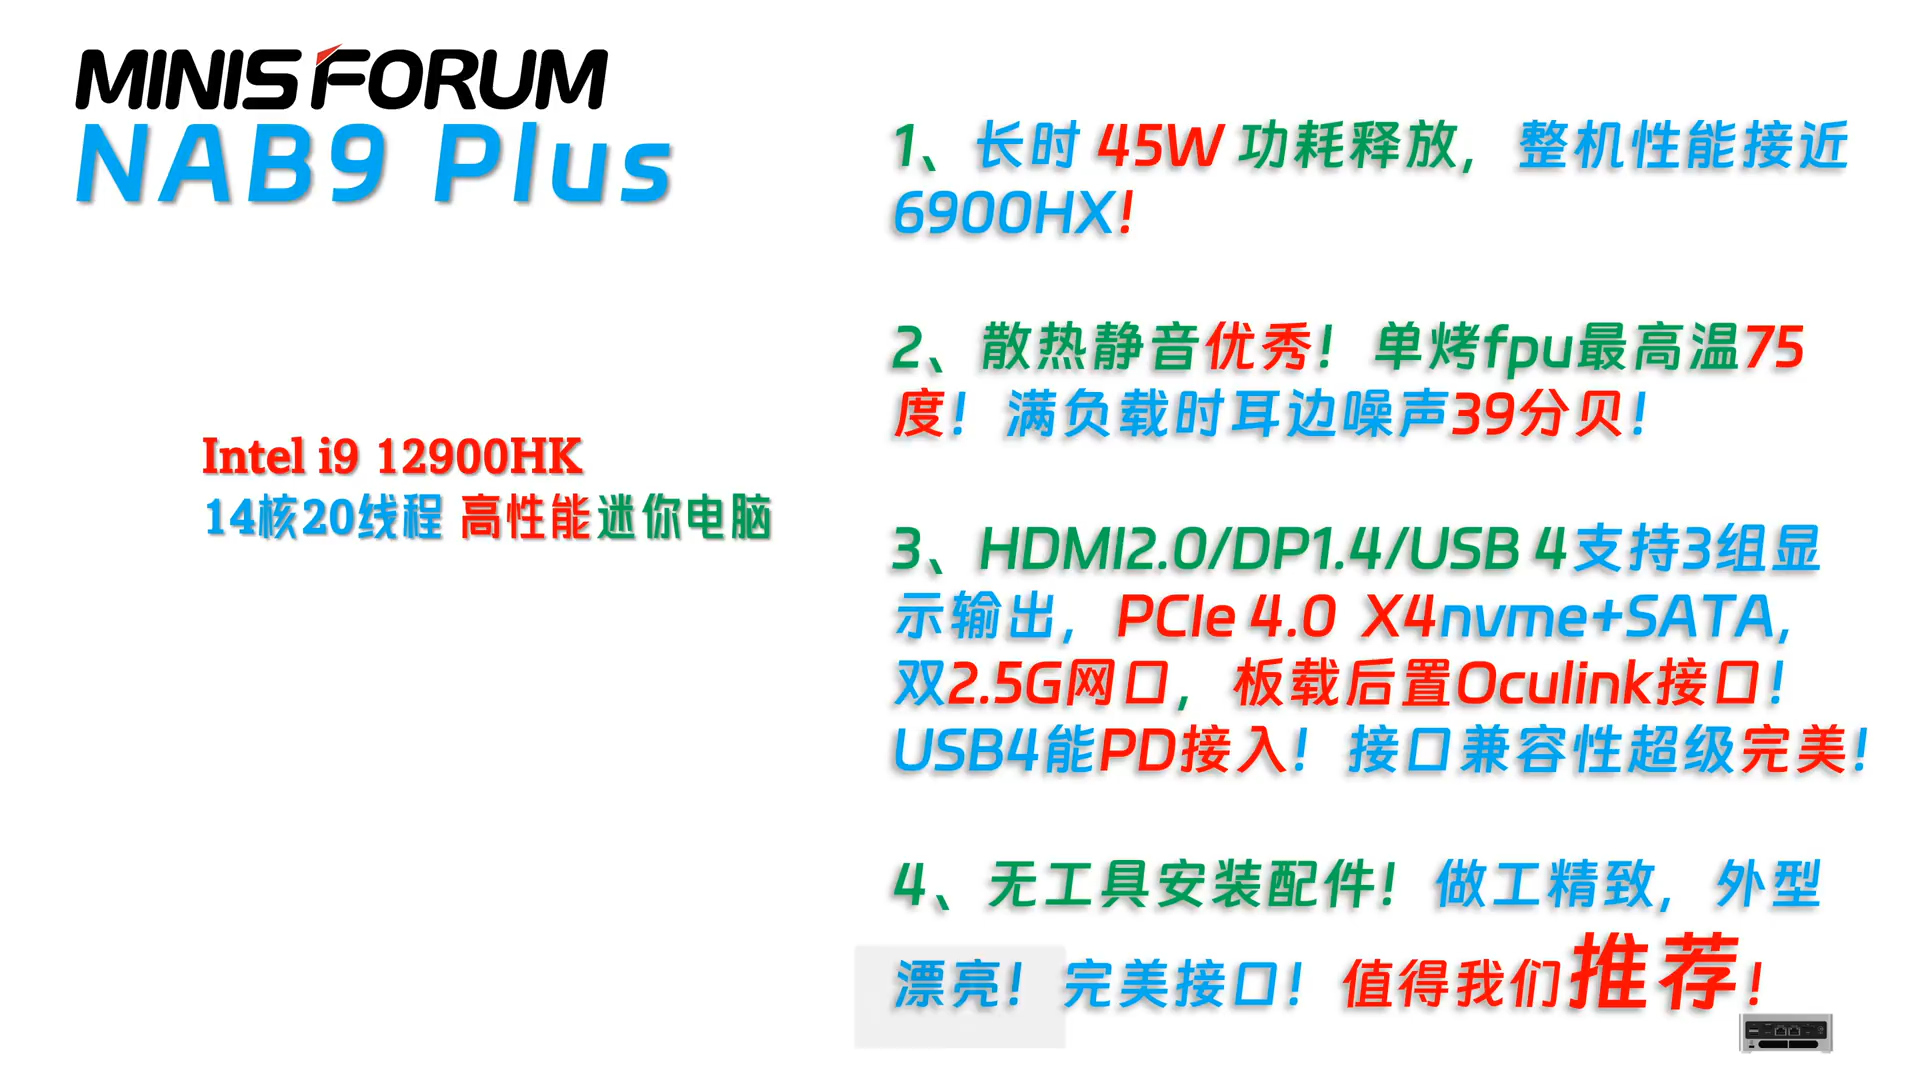 MINISFORUM
NAB9 Plus
Intel i9 12900HK
14核20线程 高性能迷你电脑
1、长时 45W 功耗释放，整机性能接近
6900HX！
2、散热静音优秀！单烤fpu最高温75
度！满负载时耳边噪声39分贝！
3、HDMI2.0/DP1.4/USB 4支持3组显
示输出，PCIe 4.0 X4nvme+SATA，
双2.5G网口，板载后置Oculink接口！
USB4能PD接入！接口兼容性超级完美！
4、无工具安装配件！做工精致，外型
漂亮！完美接口！值得我们推荐！